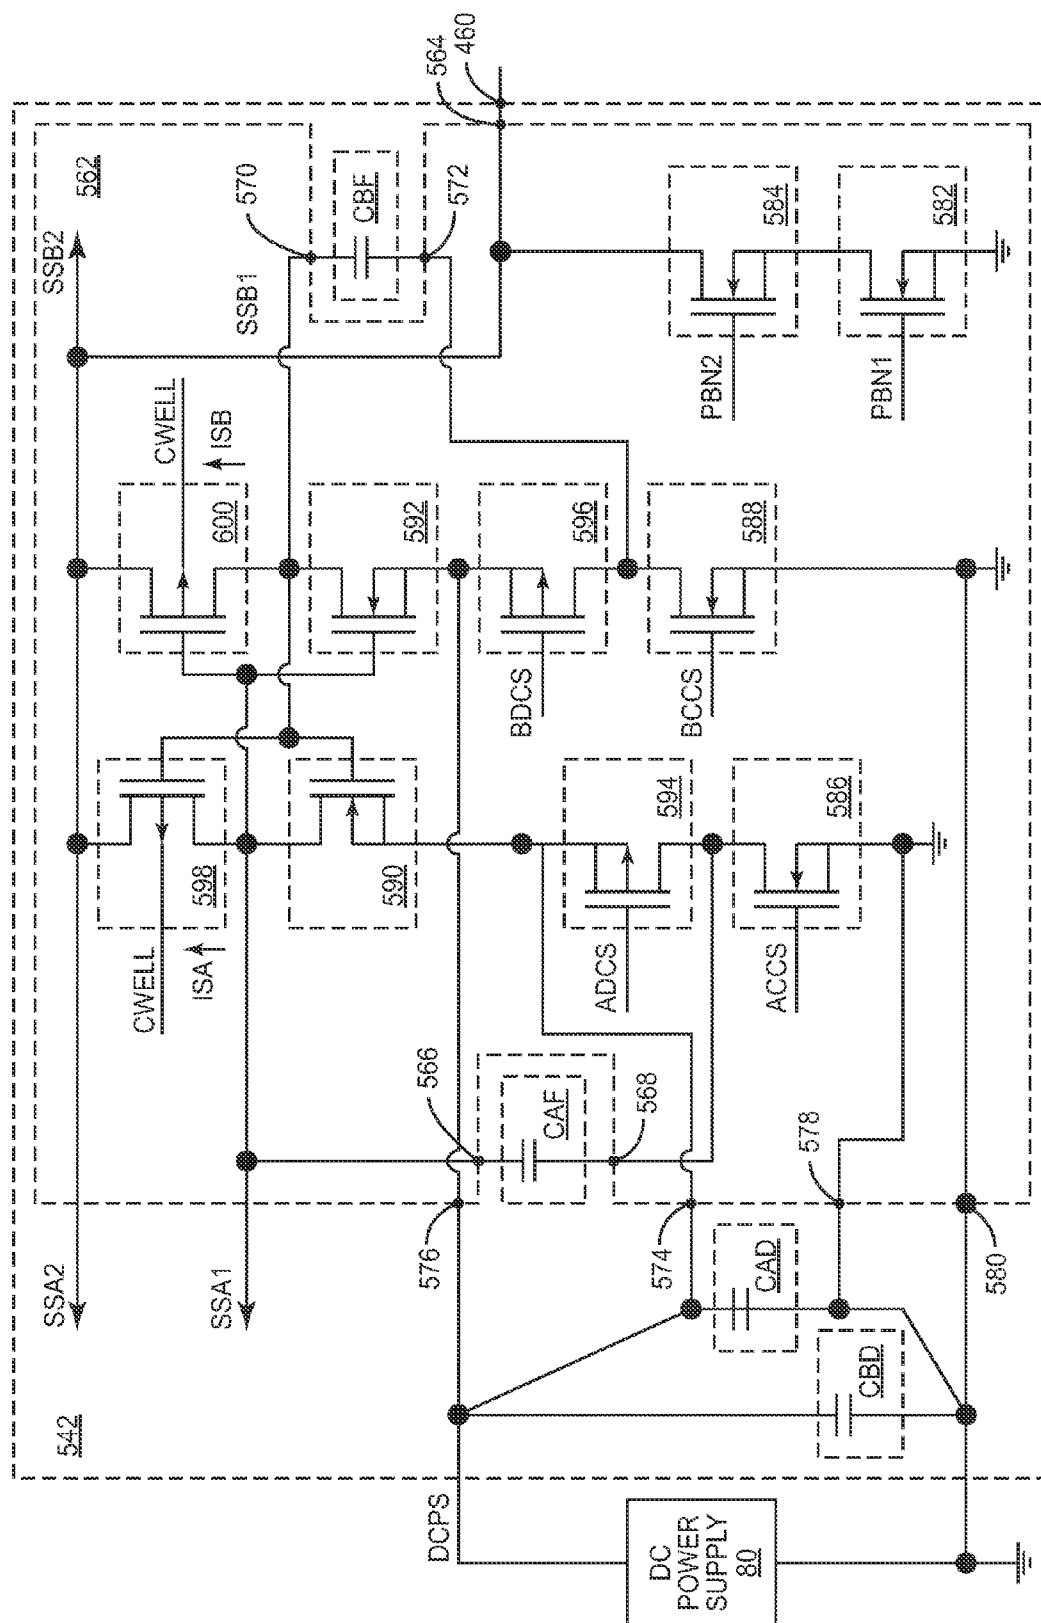 542
562
SSA2
SSB2
SSA1
SSB1
CWELL
ISA
598
CWELL
ISB
600
590
592
570
CBF
572
564
460
566
CAF
568
576
574
578
580
ADCS
594
ACCS
586
BDCS
596
BCCS
588
PBN2
584
PBN1
582
CAD
CBD
DCPS
DC
POWER
SUPPLY
80